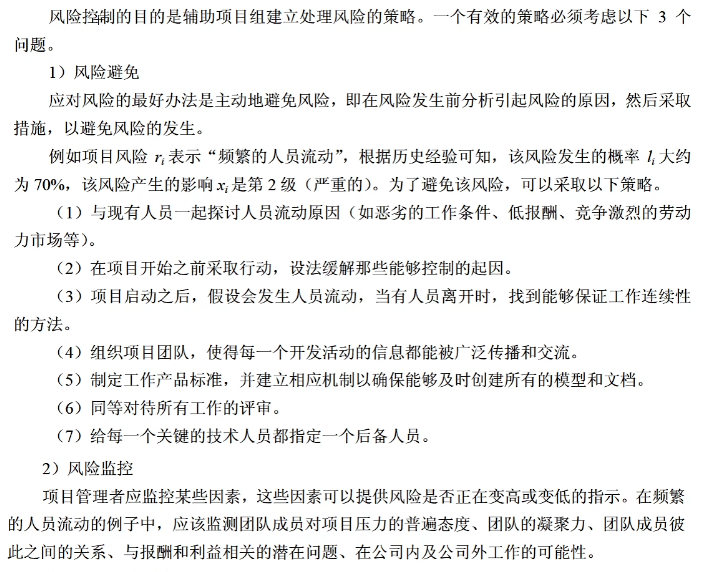 风险控制的目的是辅助项目组建立处理风险的策略。一个有效的策略必须考虑以下 3 个
问题。
1）风险避免
应对风险的最好办法是主动地避免风险，即在风险发生前分析引起风险的原因，然后采取
措施，以避免风险的发生。
例如项目风险 rᵢ 表示“频繁的人员流动”，根据历史经验可知，该风险发生的概率 lᵢ 大约
为 70%，该风险产生的影响 xᵢ 是第 2 级（严重的）。为了避免该风险，可以采取以下策略。
（1）与现有人员一起探讨人员流动原因（如恶劣的工作条件、低报酬、竞争激烈的劳动
力市场等）。
（2）在项目开始之前采取行动，设法缓解那些能够控制的起因。
（3）项目启动之后，假设会发生人员流动，当有人员离开时，找到能够保证工作连续性
的方法。
（4）组织项目团队，使得每一个开发活动的信息都能被广泛传播和交流。
（5）制定工作产品标准，并建立相应机制以确保能够及时创建所有的模型和文档。
（6）同等对待所有工作的评审。
（7）给每一个关键的技术人员都指定一个后备人员。
2）风险监控
项目管理者应监控某些因素，这些因素可以提供风险是否正在变高或变低的指示。在频繁
的人员流动的例子中，应该监测团队成员对项目压力的普遍态度、团队的凝聚力、团队成员彼
此之间的关系、与报酬和利益相关的潜在问题、在公司内及公司外工作的可能性。